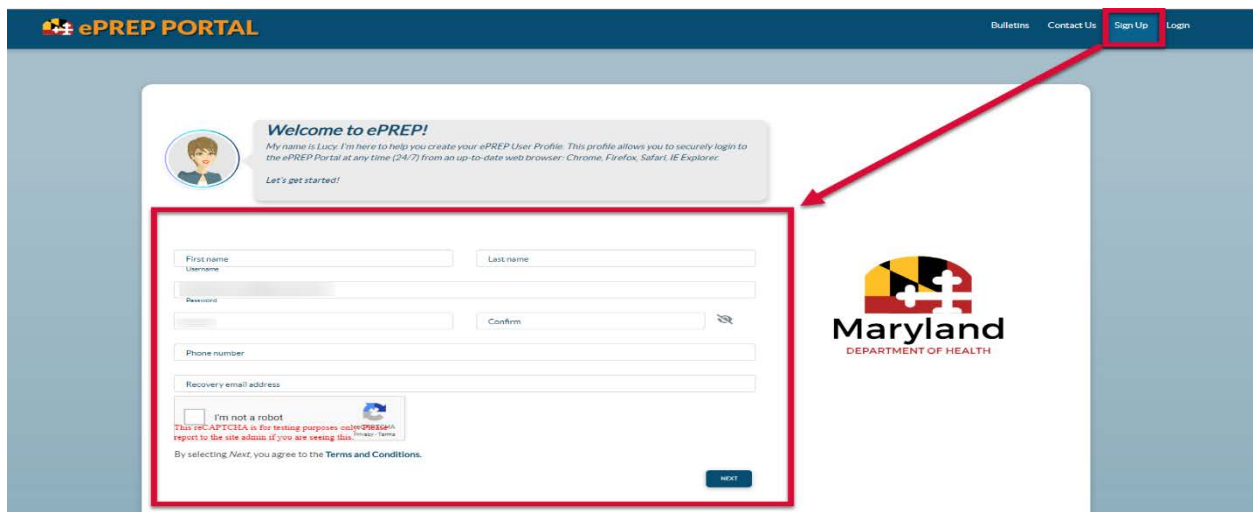 ePREP PORTAL
Bulletins Contact Us Sign Up Login
Welcome to ePREP!
My name is Lucy. I'm here to help you create your ePREP User Profile. This profile allows you to securely login to
the ePREP Portal at any time (24/7) from an up-to-date web browser: Chrome, Firefox, Safari, IE Explorer.
Let's get started!
First name Last name
Username
Password
Confirm
Phone number
Recovery email address
I'm not a robot
reCAPTCHA
Privacy - Terms
This reCAPTCHA is for testing purposes only. Please
report to the site admin if you are seeing this.
By selecting Next, you agree to the Terms and Conditions.
NEXT
Maryland
DEPARTMENT OF HEALTH